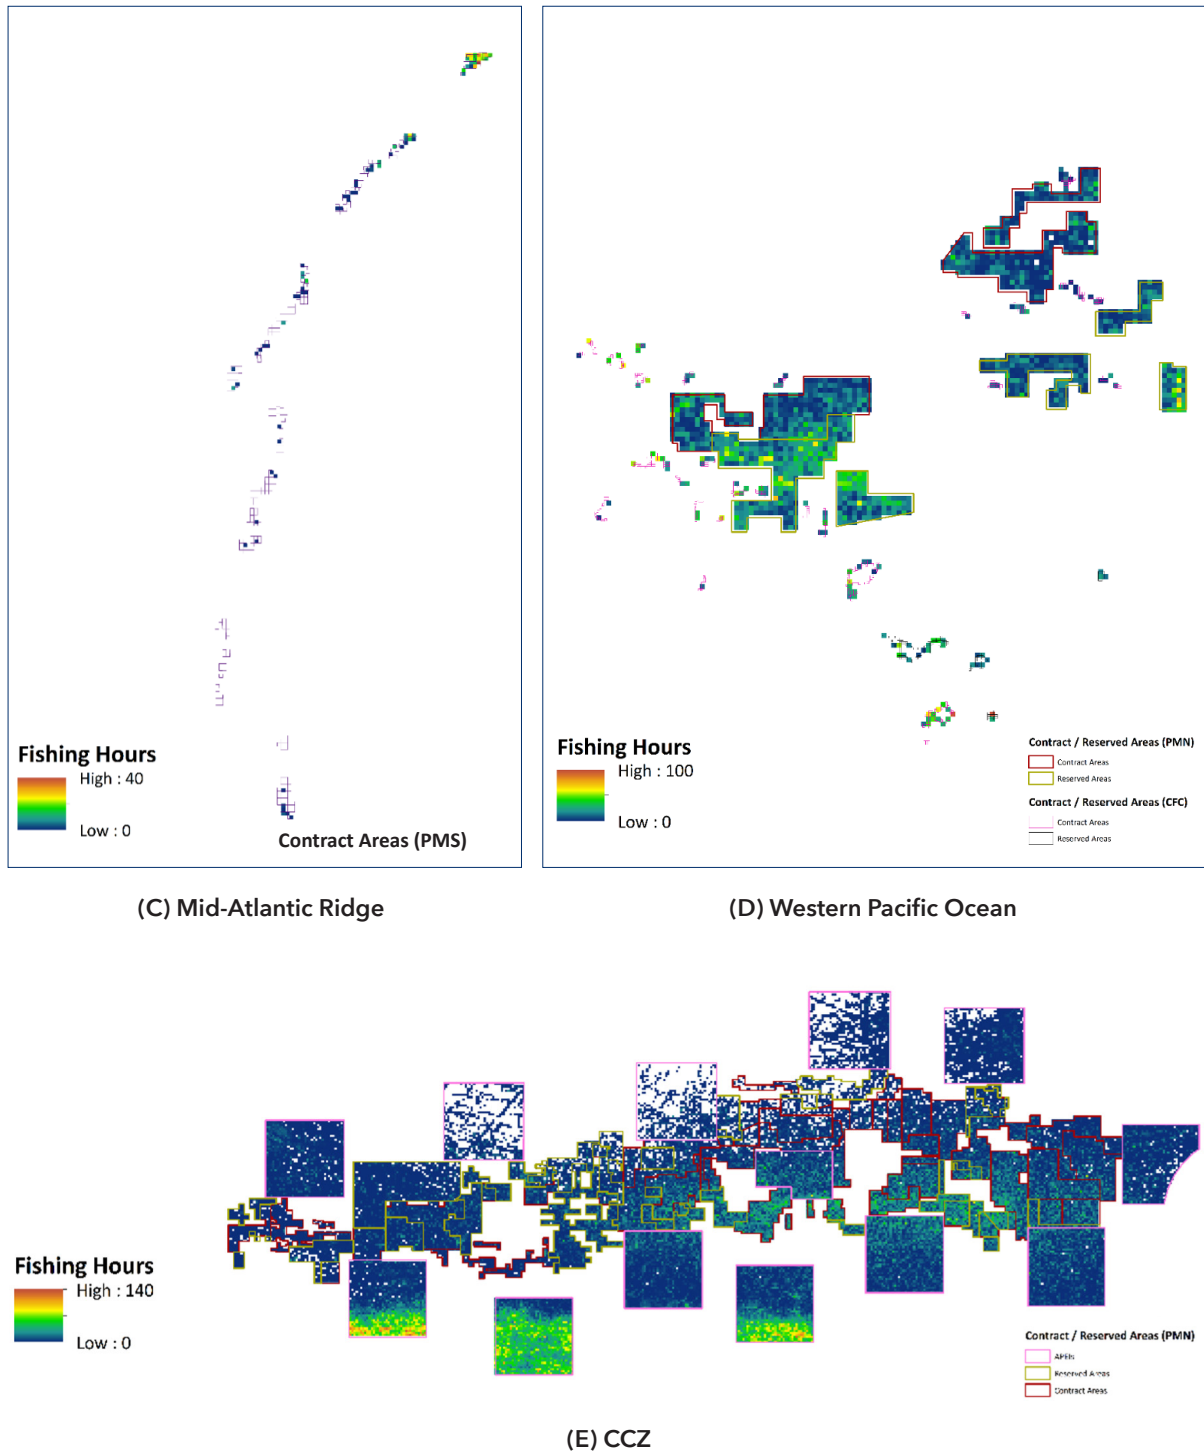 Fishing Hours
High : 40
Low : 0
Contract Areas (PMS)
(C) Mid-Atlantic Ridge
Fishing Hours
High : 100
Low : 0
Contract / Reserved Areas (PMN)
Contract Areas
Reserved Areas
Contract / Reserved Areas (CFC)
Contract Areas
Reserved Areas
(D) Western Pacific Ocean
Fishing Hours
High : 140
Low : 0
Contract / Reserved Areas (PMN)
APEIs
Reserved Areas
Contract Areas
(E) CCZ